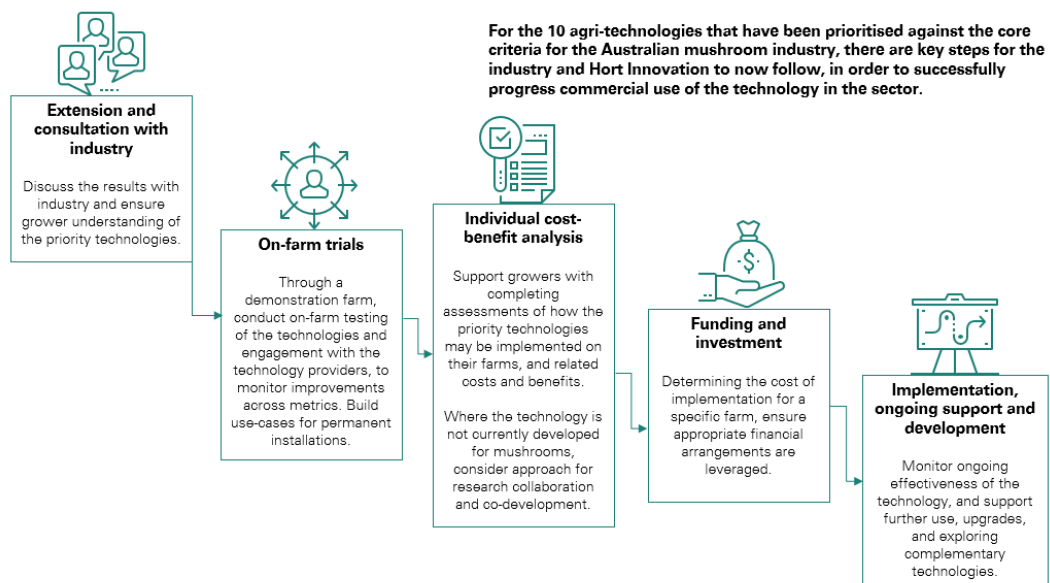 For the 10 agri-technologies that have been prioritised against the core
criteria for the Australian mushroom industry, there are key steps for the
industry and Hort Innovation to now follow, in order to successfully
progress commercial use of the technology in the sector.
Extension and
consultation with
industry
Discuss the results with
industry and ensure
grower understanding of
the priority technologies.
On-farm trials
Through a
demonstration farm,
conduct on-farm testing
of the technologies and
engagement with the
technology providers, to
monitor improvements
across metrics. Build
use-cases for permanent
installations.
Individual cost-
benefit analysis
Support growers with
completing
assessments of how the
priority technologies
may be implemented on
their farms, and related
costs and benefits.
Where the technology is
not currently developed
for mushrooms,
consider approach for
research collaboration
and co-development.
$
Funding and
investment
Determining the cost of
implementation for a
specific farm, ensure
appropriate financial
arrangements are
leveraged.
Implementation,
ongoing support and
development
Monitor ongoing
effectiveness of the
technology, and support
further use, upgrades,
and exploring
complementary
technologies.